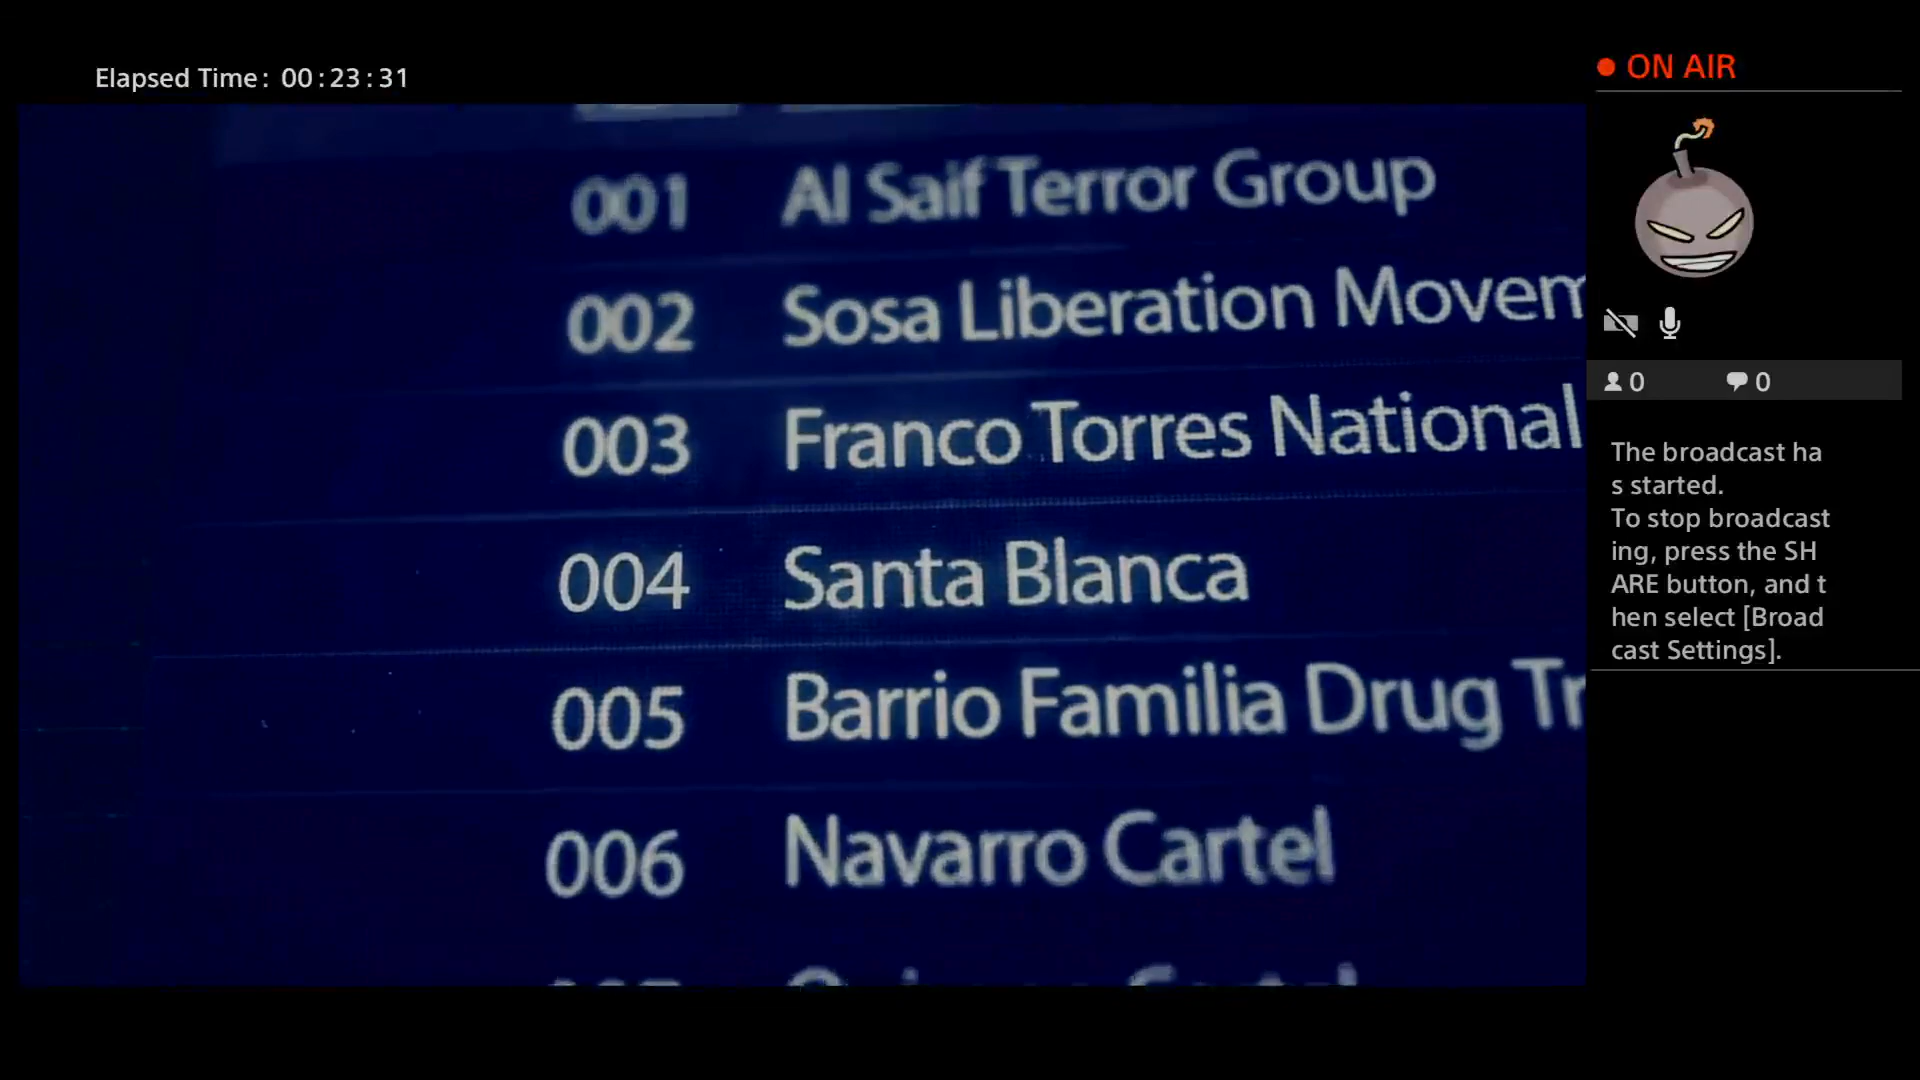 Elapsed Time: 00:23:31
ON AIR
001 Al Saif Terror Group
002 Sosa Liberation Movem
003 Franco Torres National
004 Santa Blanca
005 Barrio Familia Drug Tr
006 Navarro Cartel
0 0
The broadcast ha
s started.
To stop broadcast
ing, press the SH
ARE button, and t
hen select [Broad
cast Settings].